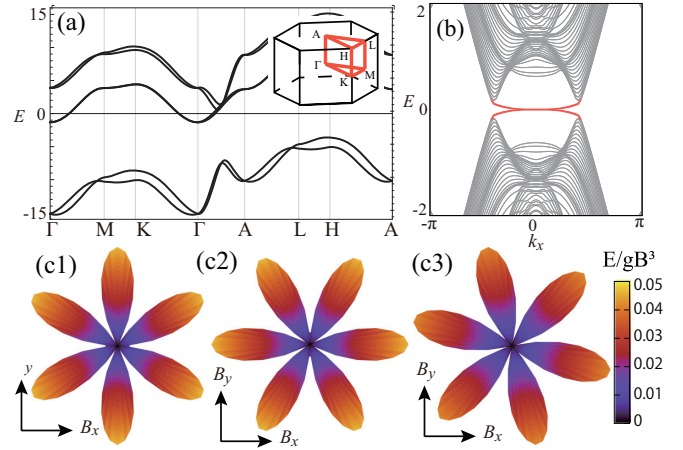 (a)
15
E
0
-15
Γ M K Γ A L H A
A
L
H
Γ
M
K
(b)
2
E
0
-2
-π 0 π
k_x
(c1)
y
B_x
(c2)
B_y
B_x
(c3)
B_y
B_x
E/gB³
0.05
0.04
0.03
0.02
0.01
0